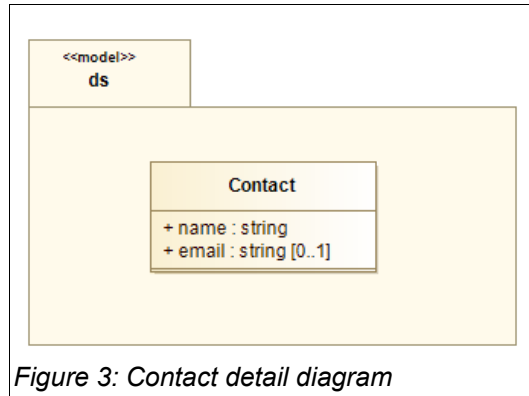 <<model>>
ds
Contact
+ name : string
+ email : string [0..1]
Figure 3: Contact detail diagram